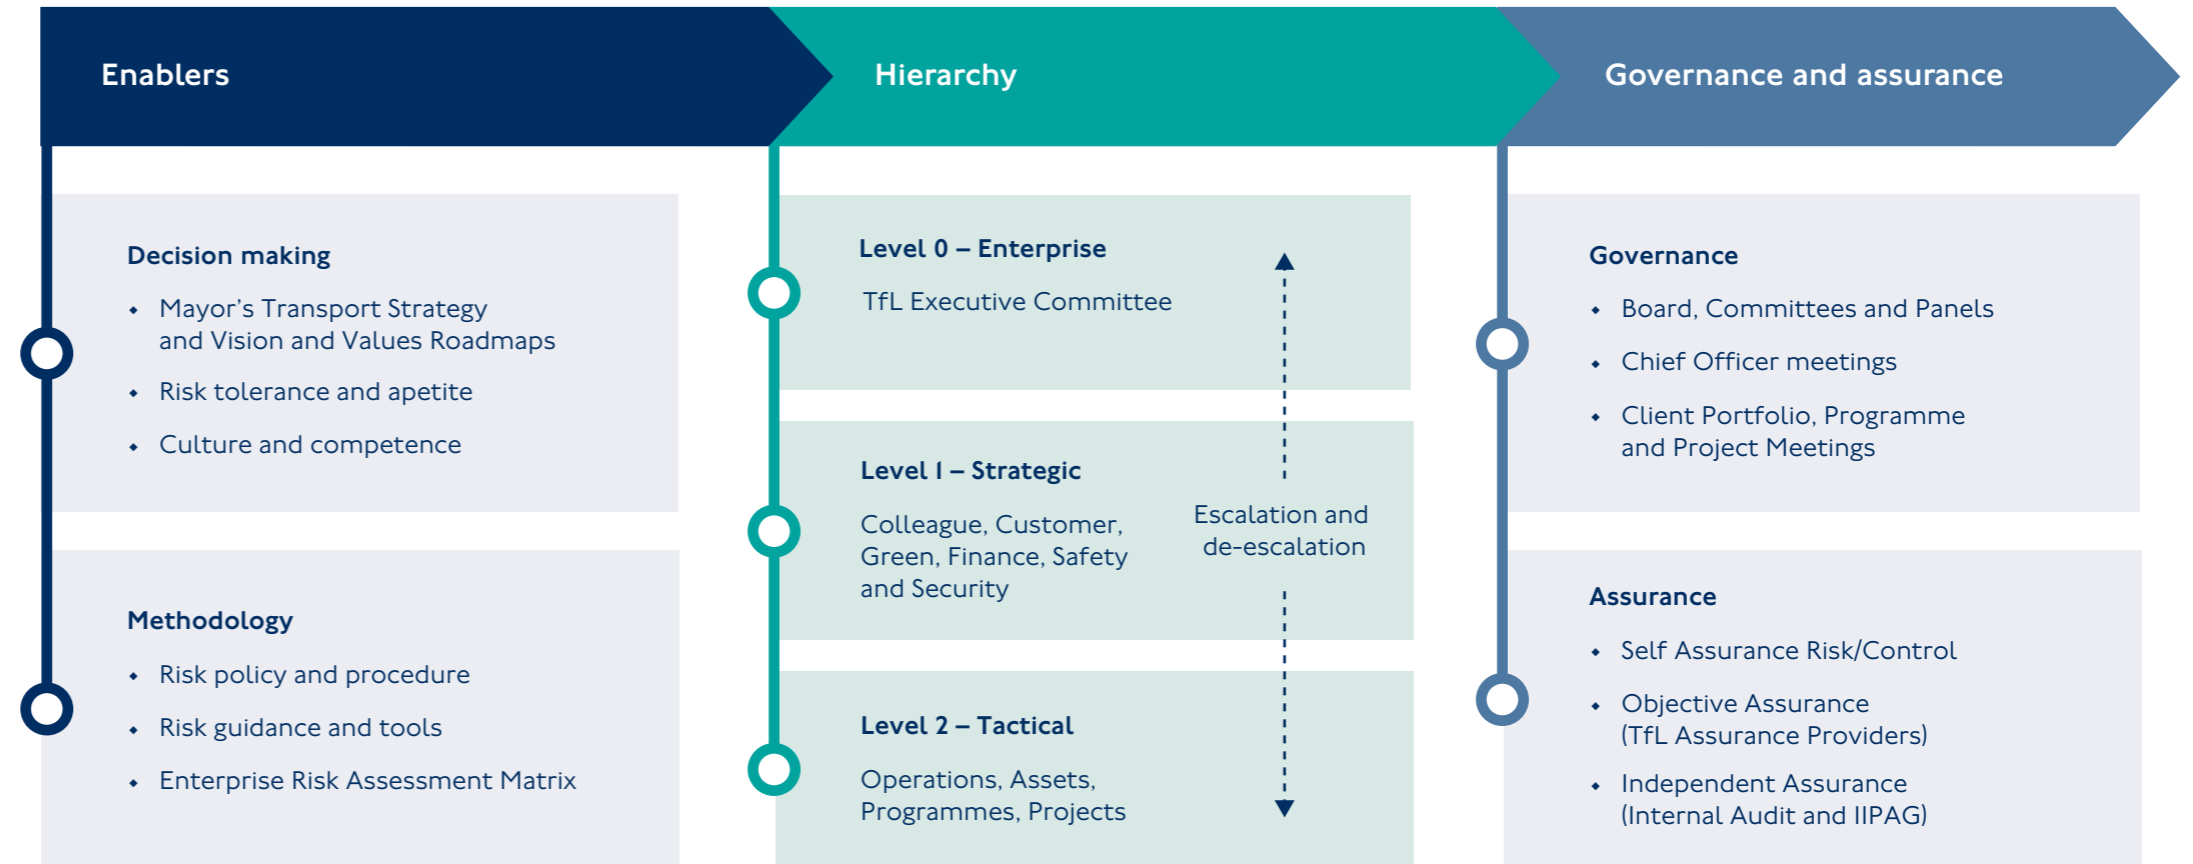 Enablers
Hierarchy
Governance and assurance
Decision making
Mayor’s Transport Strategy
and Vision and Values Roadmaps
Risk tolerance and apetite
Culture and competence
Methodology
Risk policy and procedure
Risk guidance and tools
Enterprise Risk Assessment Matrix
Level 0 – Enterprise
TfL Executive Committee
Level 1 – Strategic
Colleague, Customer,
Green, Finance, Safety
and Security
Escalation and
de-escalation
Level 2 – Tactical
Operations, Assets,
Programmes, Projects
Governance
Board, Committees and Panels
Chief Officer meetings
Client Portfolio, Programme
and Project Meetings
Assurance
Self Assurance Risk/Control
Objective Assurance
(TfL Assurance Providers)
Independent Assurance
(Internal Audit and IIPAG)